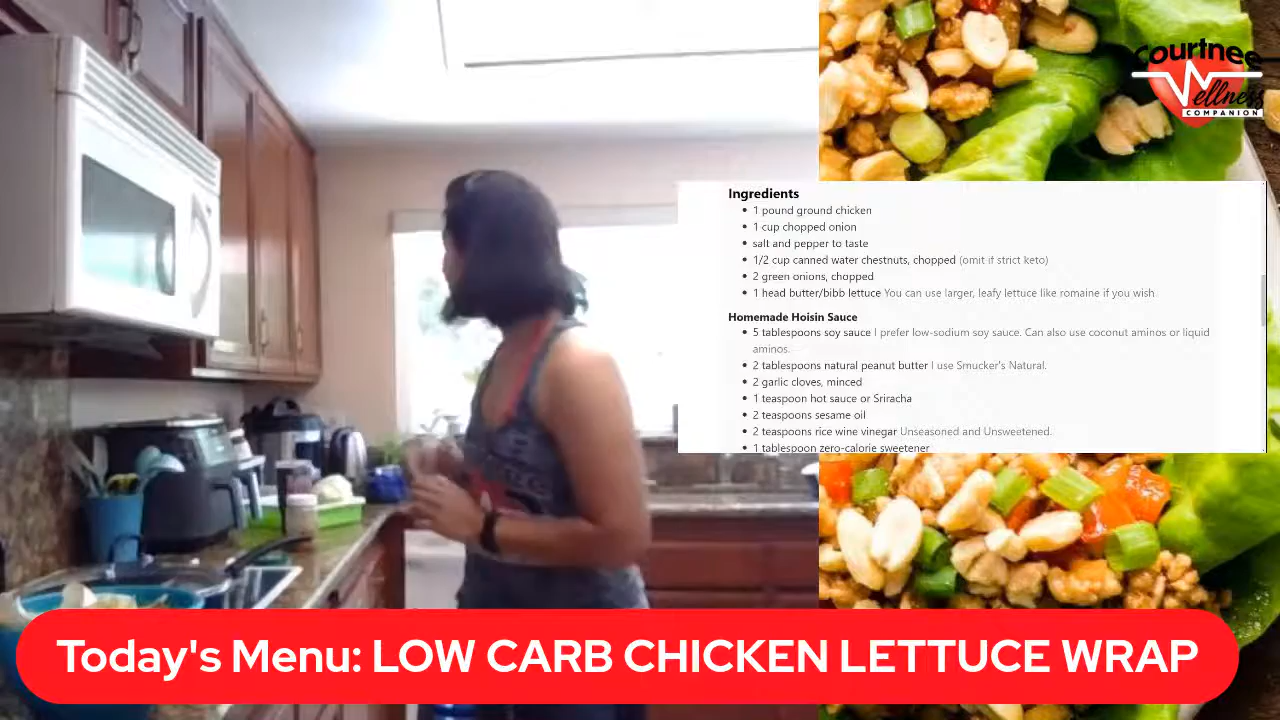 courtnee
Wellness
COMPANION
Ingredients
• 1 pound ground chicken
• 1 cup chopped onion
• salt and pepper to taste
• 1/2 cup canned water chestnuts, chopped (omit if strict keto)
• 2 green onions, chopped
• 1 head butter/bibb lettuce You can use larger, leafy lettuce like romaine if you wish.
Homemade Hoisin Sauce
• 5 tablespoons soy sauce I prefer low-sodium soy sauce. Can also use coconut aminos or liquid
aminos.
• 2 tablespoons natural peanut butter I use Smucker's Natural.
• 2 garlic cloves, minced
• 1 teaspoon hot sauce or Sriracha
• 2 teaspoons sesame oil
• 2 teaspoons rice wine vinegar Unseasoned and Unsweetened.
• 1 tablespoon zero-calorie sweetener
Today's Menu: LOW CARB CHICKEN LETTUCE WRAP